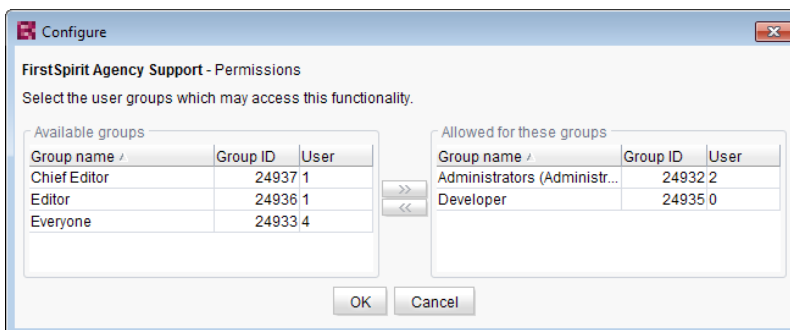 Configure
FirstSpirit Agency Support - Permissions
Select the user groups which may access this functionality.
Available groups
Group name Group ID User
Chief Editor 24937 1
Editor 24936 1
Everyone 24933 4
>>
<<
Allowed for these groups
Group name Group ID User
Administrators (Administr... 24932 2
Developer 24935 0
OK Cancel